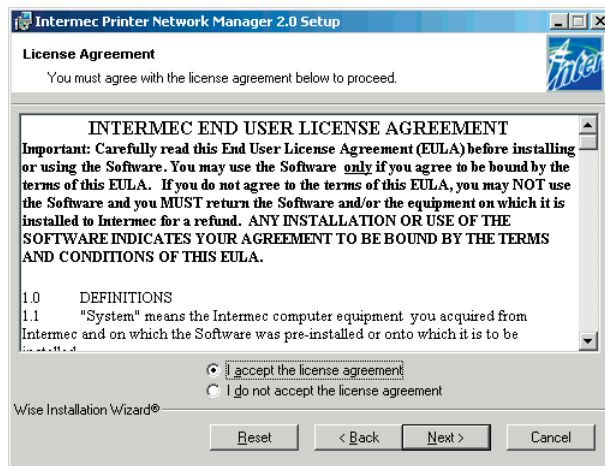 Intermec Printer Network Manager 2.0 Setup
License Agreement
You must agree with the license agreement below to proceed.
INTERMEC END USER LICENSE AGREEMENT
Important: Carefully read this End User License Agreement (EULA) before installing
or using the Software. You may use the Software only if you agree to be bound by the
terms of this EULA.  If you do not agree to the terms of this EULA, you may NOT use
the Software and you MUST return the Software and/or the equipment on which it is
installed to Intermec for a refund.  ANY INSTALLATION OR USE OF THE
SOFTWARE INDICATES YOUR AGREEMENT TO BE BOUND BY THE TERMS
AND CONDITIONS OF THIS EULA.
1.0 DEFINITIONS
1.1 "System" means the Intermec computer equipment  you acquired from
Intermec and on which the Software was pre-installed or onto which it is to be
I accept the license agreement
I do not accept the license agreement
Wise Installation Wizard®
Reset < Back Next > Cancel